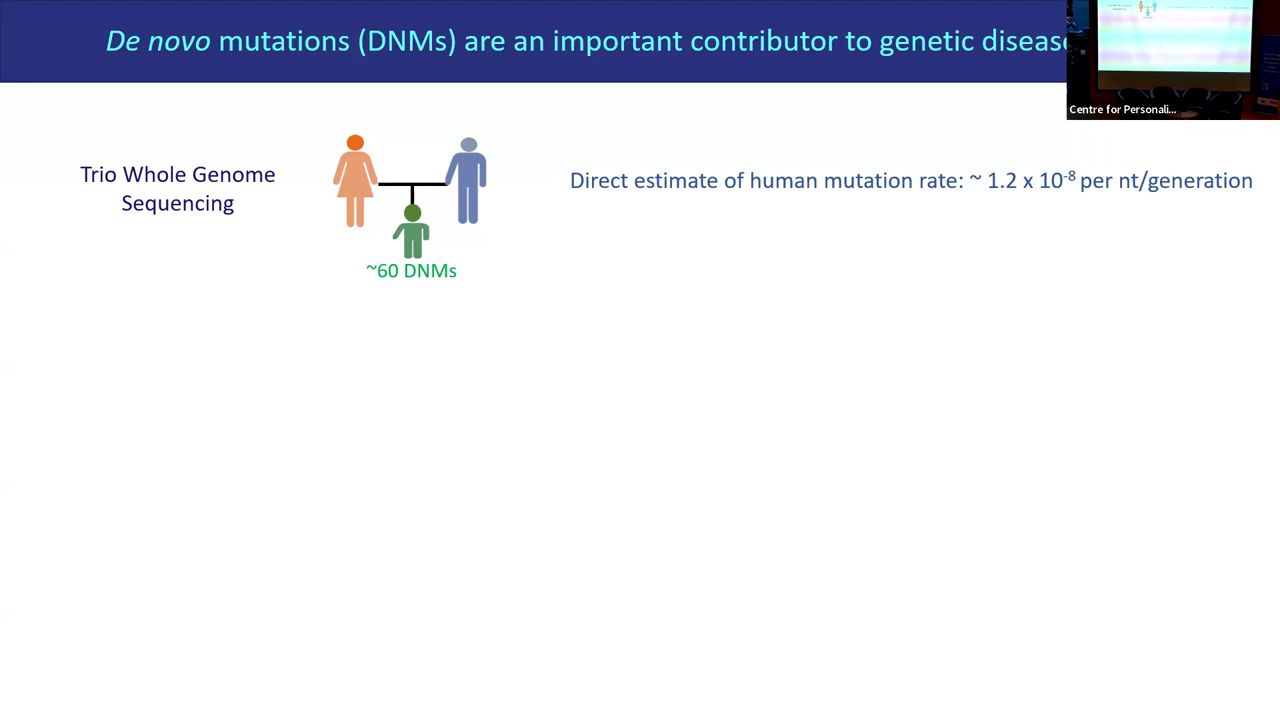 De novo mutations (DNMs) are an important contributor to genetic disease
Centre for Personali...
Trio Whole Genome
Sequencing
Direct estimate of human mutation rate: ~ 1.2 x 10⁻⁸ per nt/generation
~60 DNMs